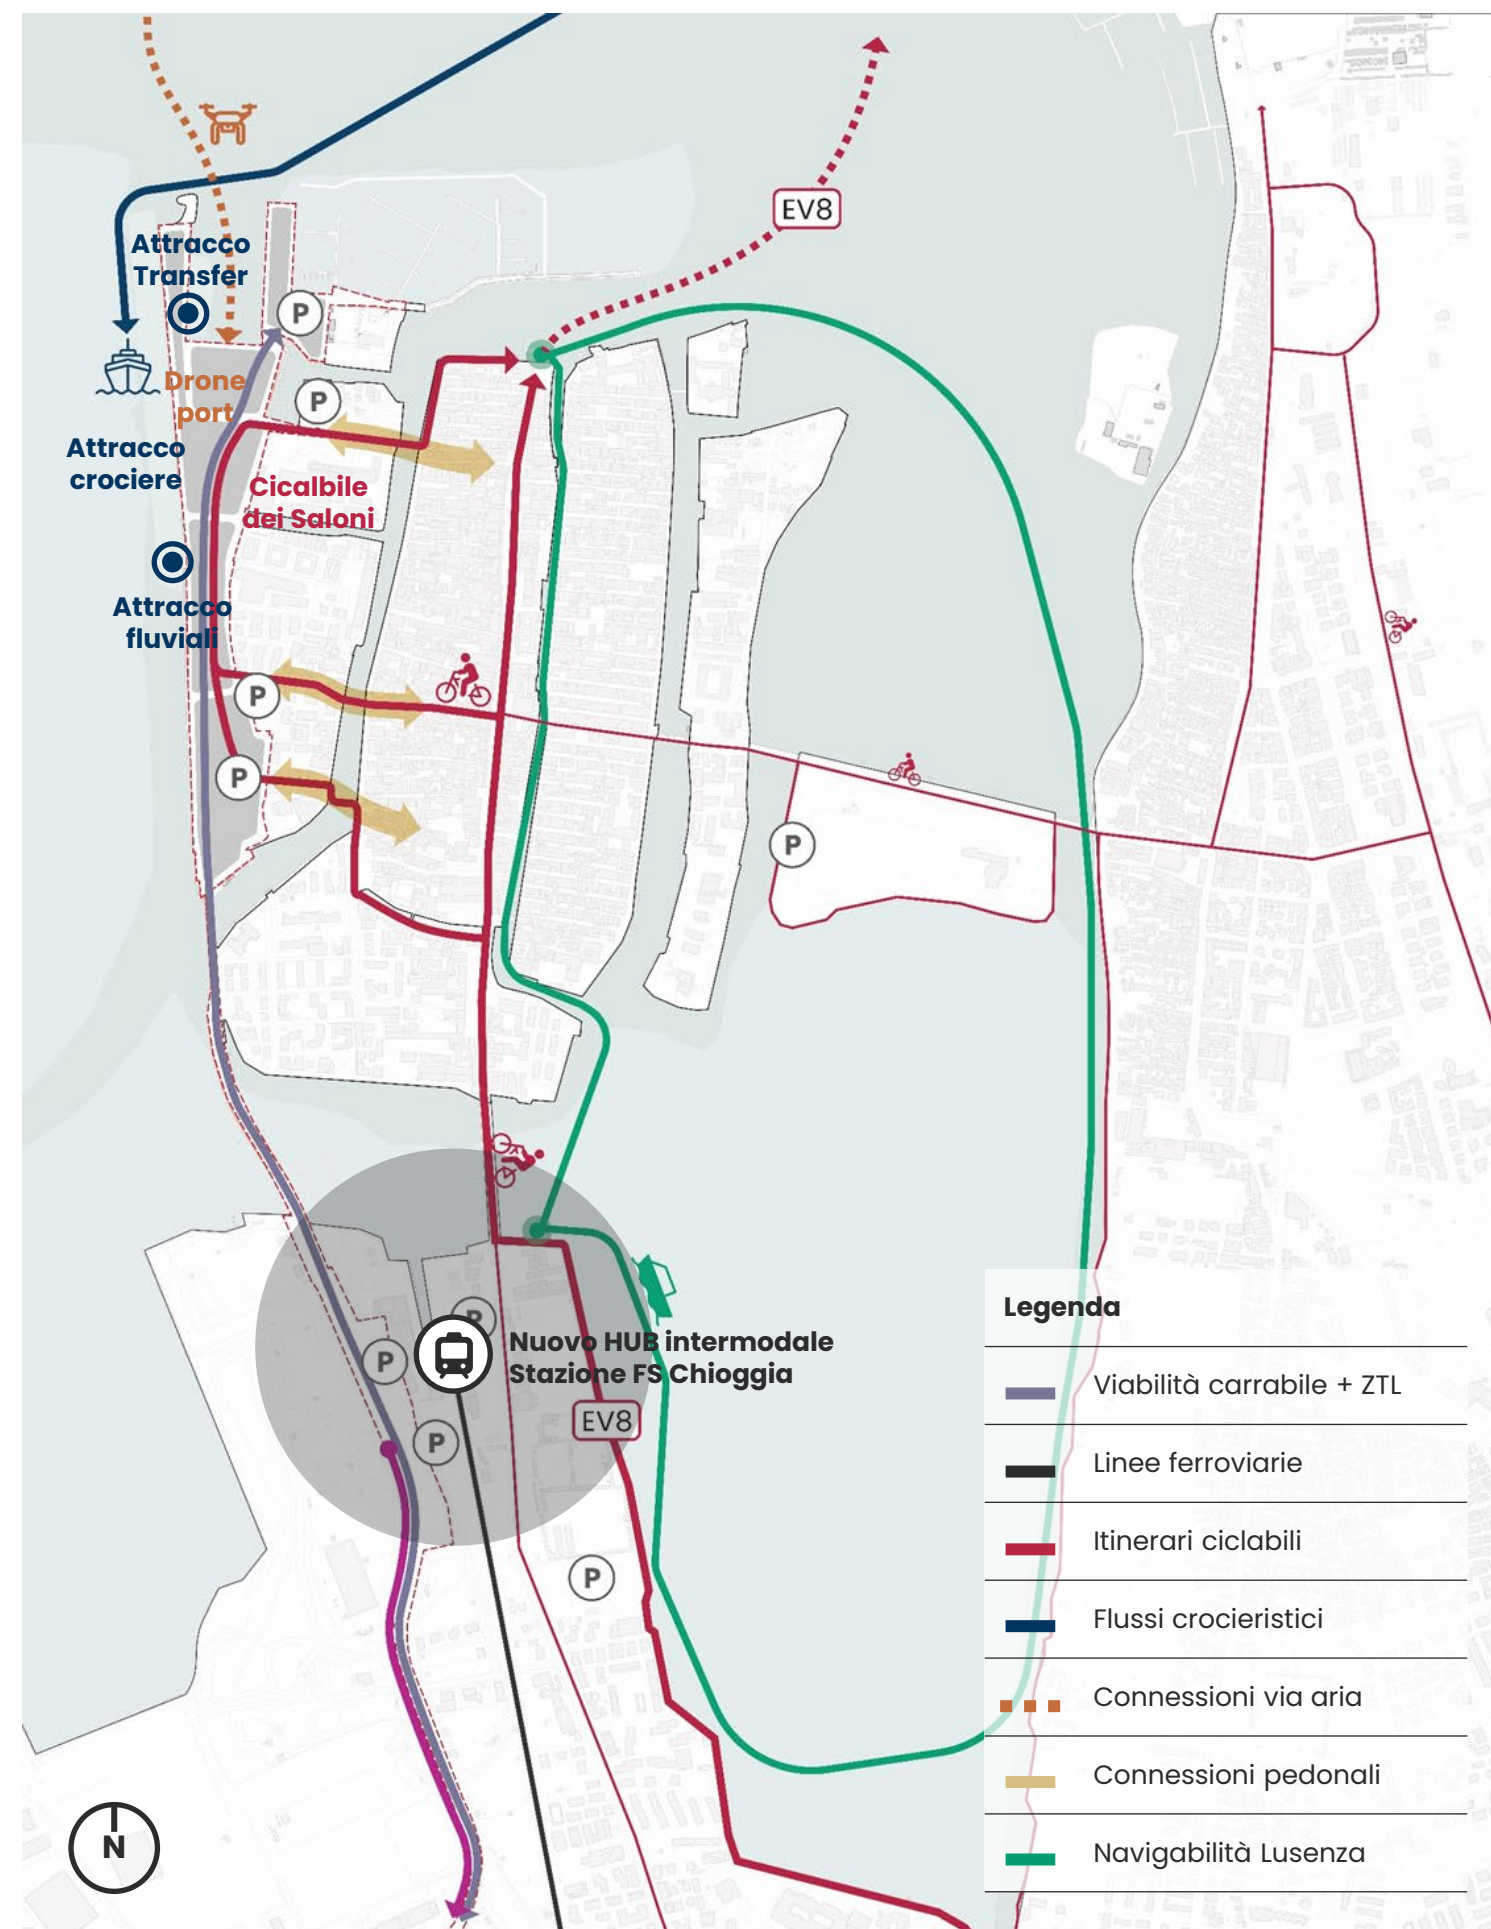 EV8
Attracco
Transfer
P
Drone
port
P
Attracco
crociere
Cicalbile
dei Saloni
Attracco
fluviali
P
P
P
P
Nuovo HUB intermodale
Stazione FS Chioggia
P
EV8
P
P
N
Legenda
Viabilità carrabile + ZTL
Linee ferroviarie
Itinerari ciclabili
Flussi crocieristici
Connessioni via aria
Connessioni pedonali
Navigabilità Lusenza